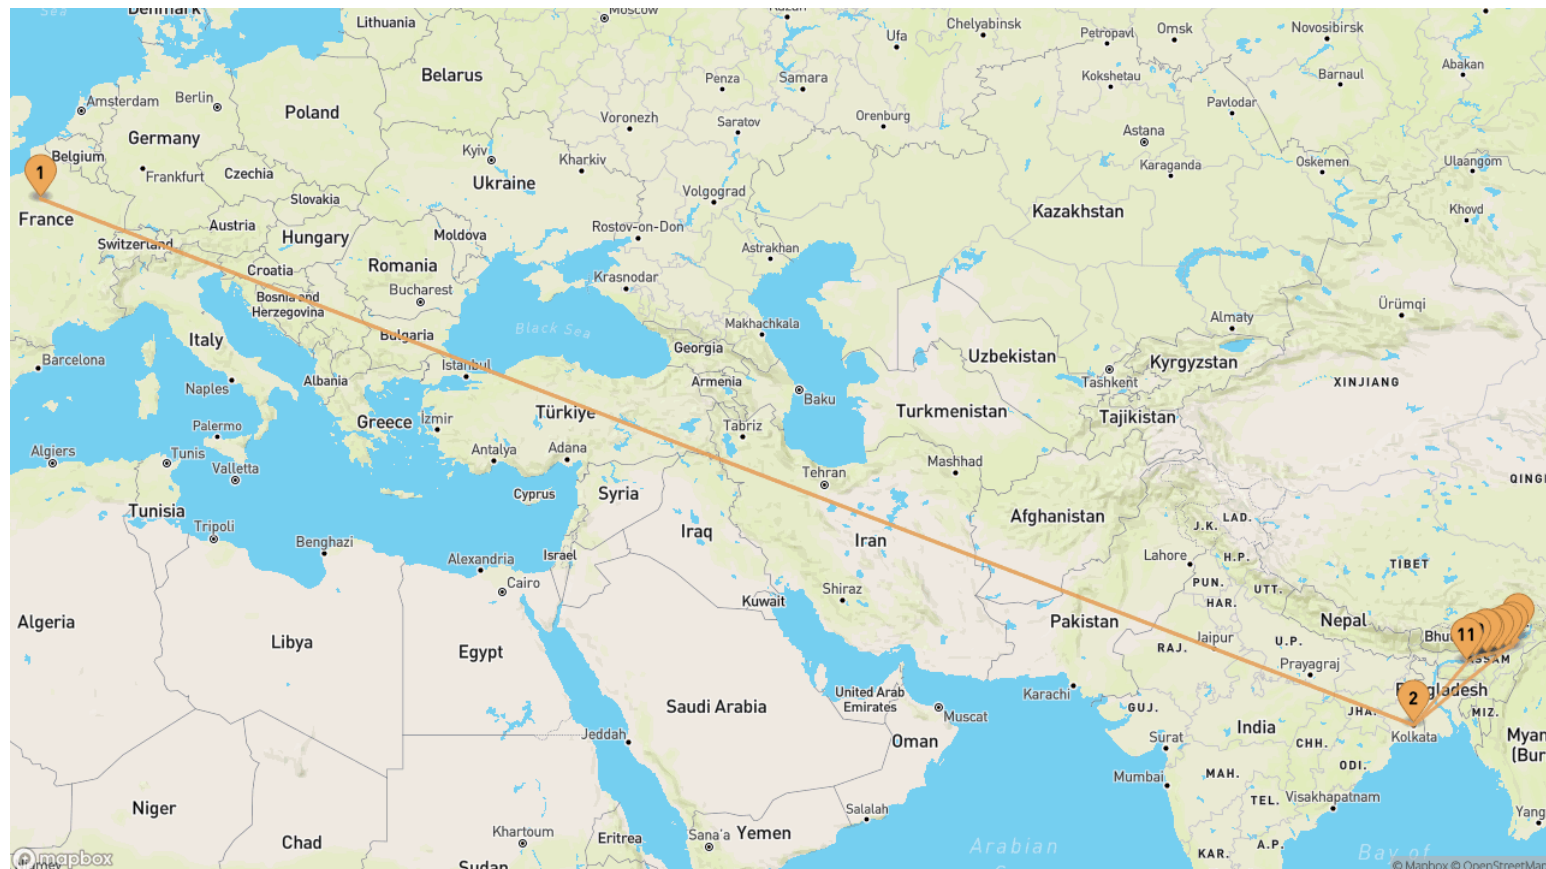 Denmark
Lithuania
Moscow
Kazan
Chelyabinsk
Ufa
Petropavl
Omsk
Novosibirsk
Sea
Amsterdam
Berlin
Poland
Belarus
Penza
Samara
Kokshetau
Barnaul
Abakan
Germany
Voronezh
Saratov
Orenburg
Pavlodar
Astana
Belgium
Frankfurt
Czechia
Kyiv
Kharkiv
Karaganda
Oskemen
Ulaangom
1
Slovakia
Ukraine
Volgograd
France
Austria
Hungary
Moldova
Rostov-on-Don
Kazakhstan
Khovd
Switzerland
Croatia
Romania
Astrakhan
Bucharest
Krasnodar
Bosnia and
Herzegovina
Ürümqi
Italy
Bulgaria
Black Sea
Makhachkala
Almaty
Barcelona
Istanbul
Georgia
Uzbekistan
Kyrgyzstan
Naples
Albania
Armenia
Tashkent
XINJIANG
Palermo
Greece
İzmir
Türkiye
Tabriz
Baku
Turkmenistan
Tajikistan
Algiers
Tunis
Valletta
Antalya
Adana
Tehran
Mashhad
Tunisia
Cyprus
Syria
Afghanistan
LAD.
QING
Tripoli
Benghazi
Alexandria
Israel
Iraq
Iran
J.K.
Lahore
H.P.
TIBET
Cairo
Shiraz
PUN.
UTT.
Algeria
Libya
Egypt
Kuwait
Pakistan
HAR.
Nepal
Bhu
11
ASSAM
Jaipur
U.P.
RAJ.
Prayagraj
Karachi
2
Bangladesh
Saudi Arabia
United Arab
Emirates
Muscat
GUJ.
JHA.
MIZ.
Kolkata
Jeddah
Oman
Surat
India
CHH.
Myan
(Bur
Mumbai
MAH.
ODI.
Niger
Salalah
TEL.
Visakhapatnam
Yang
Chad
Khartoum
Eritrea
Sana'a
Yemen
Arabian
KAR.
A.P.
Bay of
mapbox
Sudan
© Mapbox © OpenStreetMap